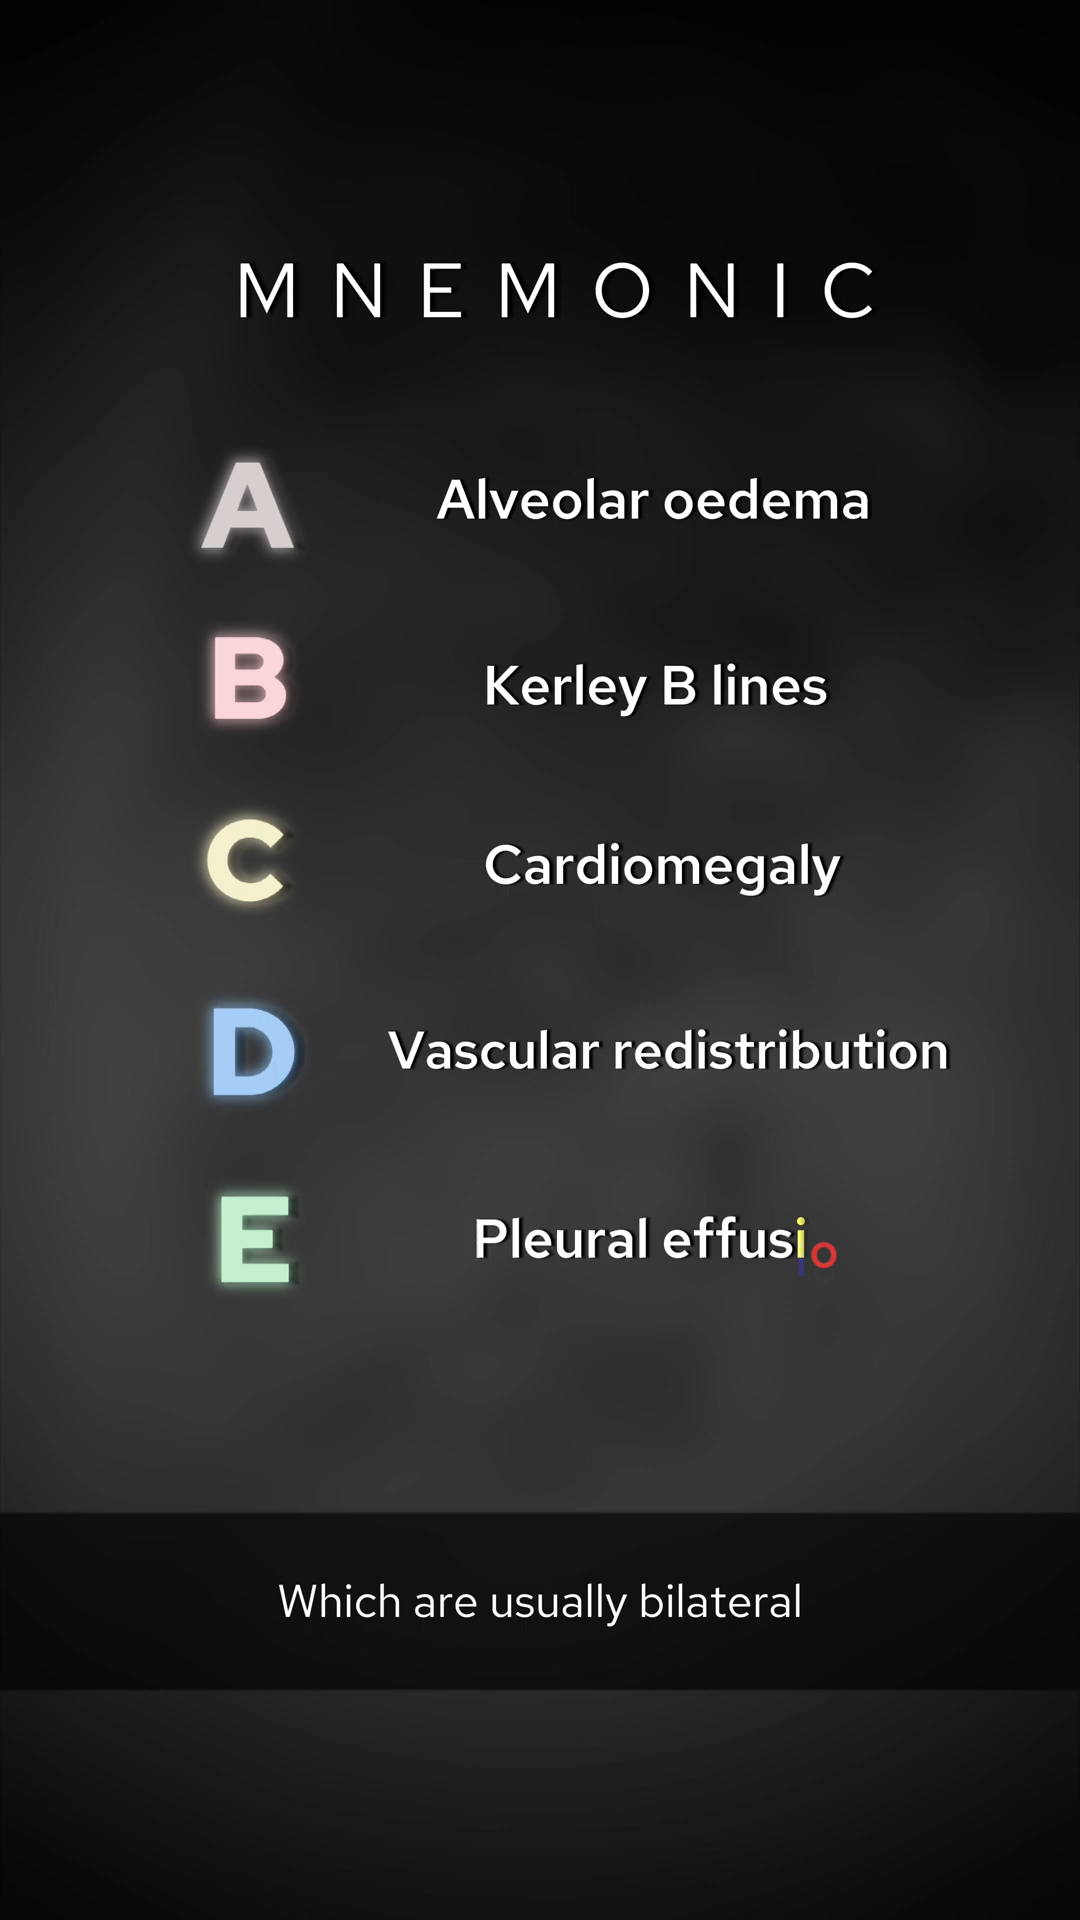 MNEMONIC
A Alveolar oedema
B Kerley B lines
C Cardiomegaly
D Vascular redistribution
E Pleural effusio
Which are usually bilateral